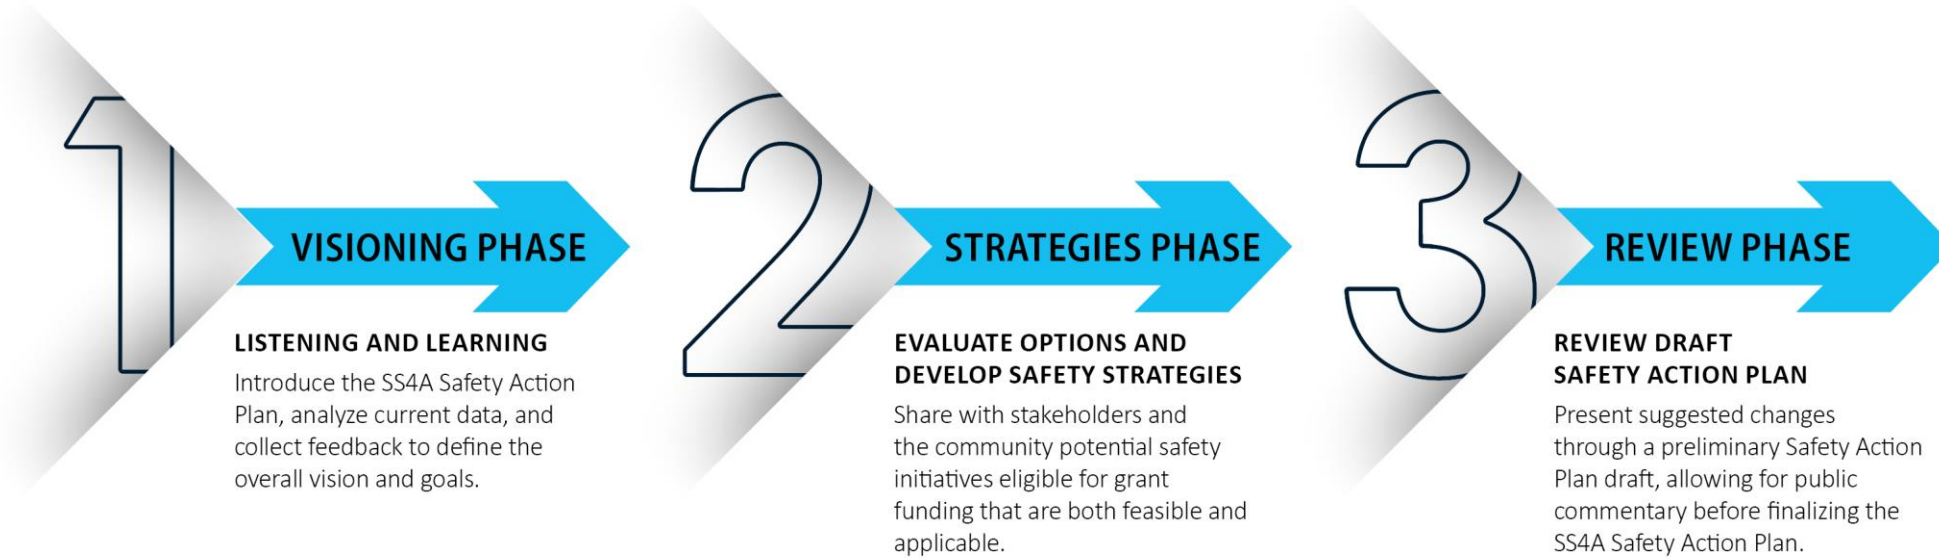 1
VISIONING PHASE
LISTENING AND LEARNING
Introduce the SS4A Safety Action
Plan, analyze current data, and
collect feedback to define the
overall vision and goals.
2
STRATEGIES PHASE
EVALUATE OPTIONS AND
DEVELOP SAFETY STRATEGIES
Share with stakeholders and
the community potential safety
initiatives eligible for grant
funding that are both feasible and
applicable.
3
REVIEW PHASE
REVIEW DRAFT
SAFETY ACTION PLAN
Present suggested changes
through a preliminary Safety Action
Plan draft, allowing for public
commentary before finalizing the
SS4A Safety Action Plan.